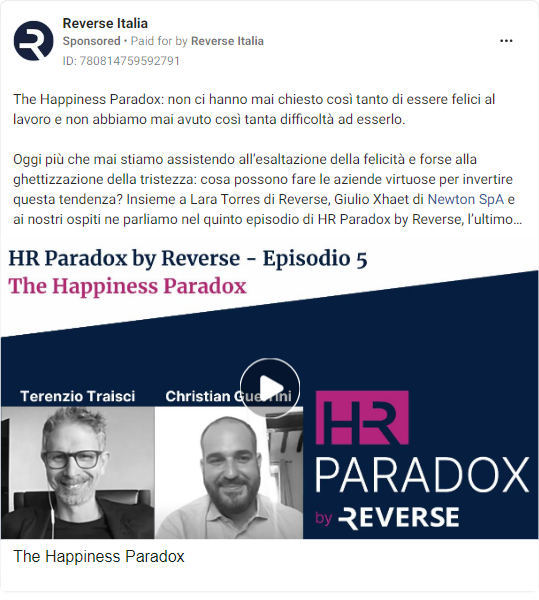 Reverse Italia
Sponsored • Paid for by Reverse Italia
ID: 780814759592791
The Happiness Paradox: non ci hanno mai chiesto così tanto di essere felici al
lavoro e non abbiamo mai avuto così tanta difficoltà ad esserlo.
Oggi più che mai stiamo assistendo all’esaltazione della felicità e forse alla
ghettizzazione della tristezza: cosa possono fare le aziende virtuose per invertire
questa tendenza? Insieme a Lara Torres di Reverse, Giulio Xhaet di Newton SpA e
ai nostri ospiti ne parliamo nel quinto episodio di HR Paradox by Reverse, l’ultimo...
HR Paradox by Reverse - Episodio 5
The Happiness Paradox
Terenzio Traisci
Christian
HR
PARADOX
by REVERSE
The Happiness Paradox